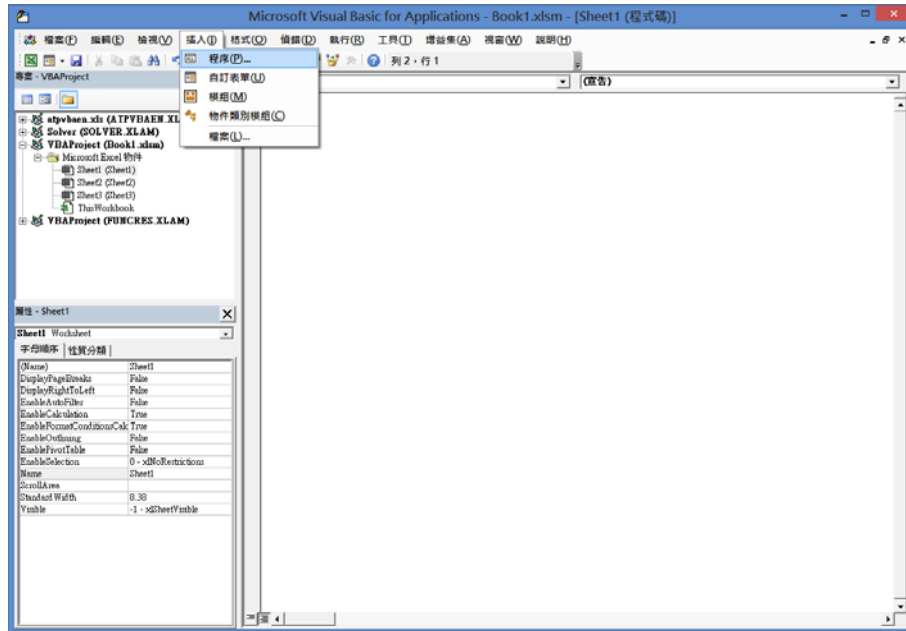 Microsoft Visual Basic for Applications - Book1.xlsm - [Sheet1 (程式碼)]
檔案(F) 編輯(E) 檢視(V) 插入(I) 格式(O) 偵錯(D) 執行(R) 工具(T) 增益集(A) 視窗(W) 說明(H)
列 2，行 1
程序(P)...
自訂表單(U)
模組(M)
物件類別模組(C)
檔案(L)...
專案 - VBAProject
(宣告)
atpvbaen.xls (ATPVBAEN.XL
Solver (SOLVER.XLAM)
VBAProject (Book1.xlsm)
Microsoft Excel 物件
Sheet1 (Sheet1)
Sheet2 (Sheet2)
Sheet3 (Sheet3)
ThisWorkbook
VBAProject (FUNCRES.XLAM)
屬性 - Sheet1
Sheet1 Worksheet
字母順序 性質分類
(Name) Sheet1
DisplayPageBreaks False
DisplayRightToLeft False
EnableAutoFilter False
EnableCalculation True
EnableFormatConditionsCalc True
EnableOutlining False
EnablePivotTable False
EnableSelection 0 - xlNoRestrictions
Name Sheet1
ScrollArea
StandardWidth 8.38
Visible -1 - xlSheetVisible